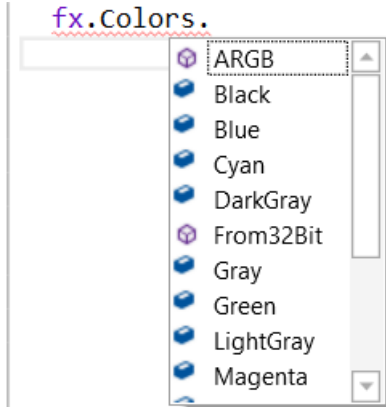 fx.Colors.
ARGB
Black
Blue
Cyan
DarkGray
From32Bit
Gray
Green
LightGray
Magenta